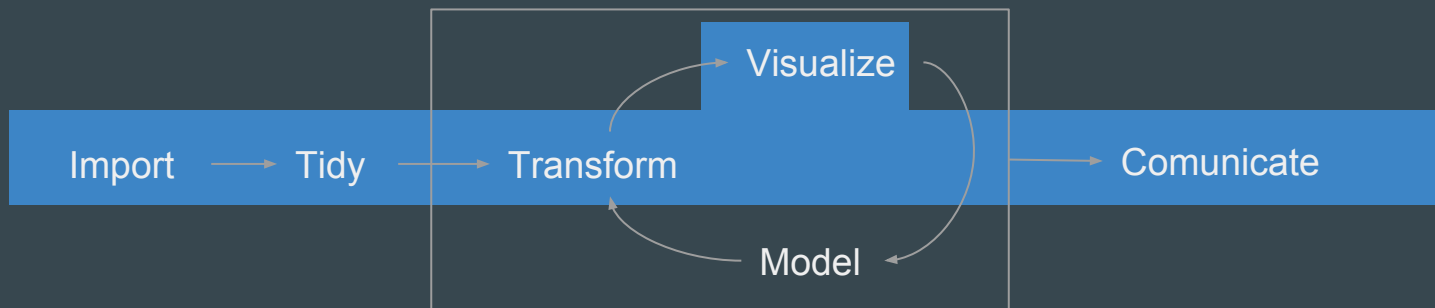 Visualize
Import
Tidy
Transform
Comunicate
Model